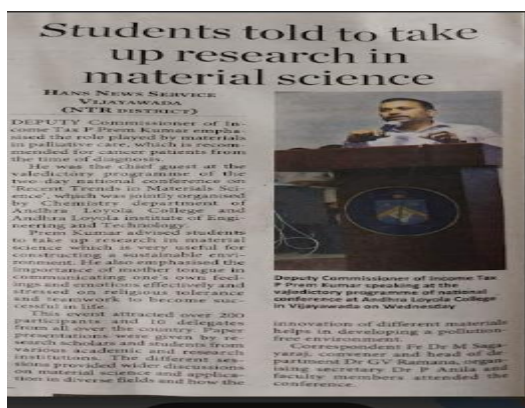 Students told to take
up research in
material science
HANS NEWS SERVICE
VIJAYAWADA
(NTR DISTRICT)
DEPUTY Commissioner of In-
come Tax P Prem Kumar empha-
sised the role played by materials
in palliative care, which is recom-
mended for cancer patients from
the time of diagnosis.
He was the chief guest at the
valedictory programme of the
two-day national conference on
'Recent Trends in Materials Sci-
ence', which was jointly organised
by Chemistry department of
Andhra Loyola College and
Andhra Loyola institute of Engi-
neering and Technology.
Prem Kumar advised students
to take up research in material
science which is very useful for
constructing a sustainable envi-
ronment. He also emphasised the
importance of mother tongue in
communicating one's own feel-
ings and emotions effectively and
stressed on religious tolerance
and teamwork to become suc-
cessful in life.
This event attracted over 200
participants and 10 delegates
from all over the country. Paper
presentations were given by re-
search scholars and students from
various academic and research
institutions. The different ses-
sions provided wider discussions
on material science and applica-
tion in diverse fields and how the
Deputy Commissioner of Income Tax
P Prem Kumar speaking at the
valedictory programme of national
conference at Andhra Loyola College
in Vijayawada on Wednesday
innovation of different materials
helps in developing a pollution-
free environment.
Correspondent Fr Dr M Saga-
yaraj, convener and head of de-
partment Dr GV Ramana, organ-
ising secretary Dr P Anila and
faculty members attended the
conference.